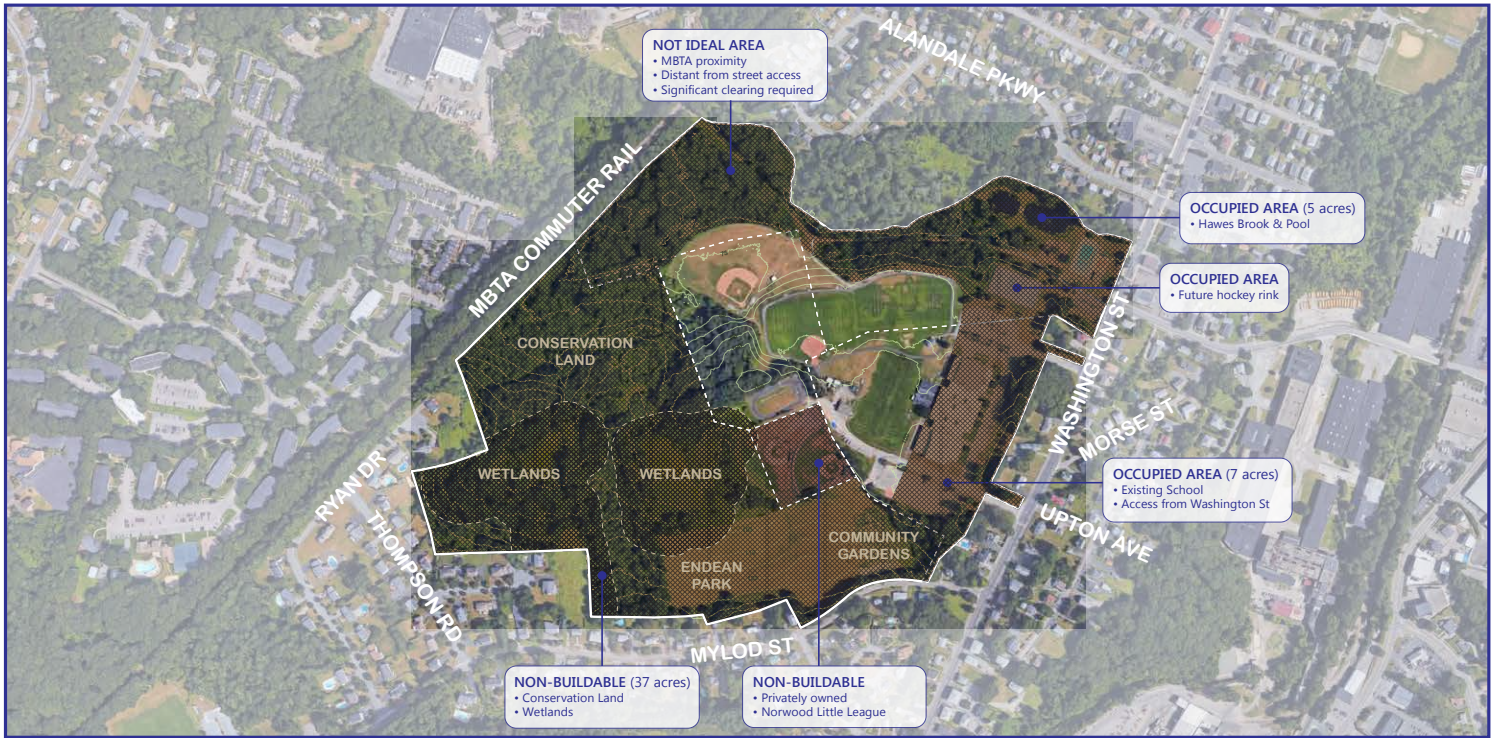 ALANDALE PKWY
NOT IDEAL AREA
• MBTA proximity
• Distant from street access
• Significant clearing required
MBTA COMMUTER RAIL
OCCUPIED AREA (5 acres)
• Hawes Brook & Pool
OCCUPIED AREA
• Future hockey rink
WASHINGTON ST
CONSERVATION
LAND
MORSE ST
WETLANDS
WETLANDS
OCCUPIED AREA (7 acres)
• Existing School
• Access from Washington St
RYAN DR
THOMPSON RD
UPTON AVE
COMMUNITY
GARDENS
ENDEAN
PARK
MYLOD ST
NON-BUILDABLE (37 acres)
• Conservation Land
• Wetlands
NON-BUILDABLE
• Privately owned
• Norwood Little League